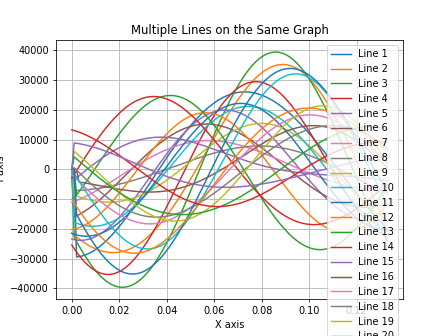 Multiple Lines on the Same Graph
40000
30000
20000
10000
0
−10000
−20000
−30000
−40000
0.00
0.02
0.04
0.06
0.08
0.10
X axis
Line 1
Line 2
Line 3
Line 4
Line 5
Line 6
Line 7
Line 8
Line 9
Line 10
Line 11
Line 12
Line 13
Line 14
Line 15
Line 16
Line 17
Line 18
Line 19
Line 20